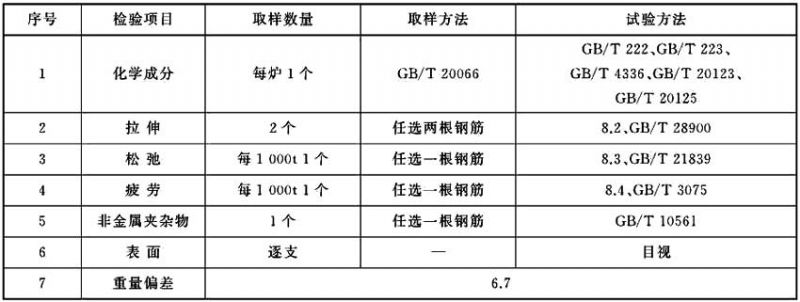 序号 检验项目 取样数量 取样方法 试验方法
1 化学成分 每炉1个 GB/T 20066 GB/T 222、GB/T 223、
GB/T 4336、GB/T 20123、
GB/T 20125
2 拉伸 2个 任选两根钢筋 8.2、GB/T 28900
3 松弛 每1 000t 1个 任选一根钢筋 8.3、GB/T 21839
4 疲劳 每1 000t 1个 任选一根钢筋 8.4、GB/T 3075
5 非金属夹杂物 1个 任选一根钢筋 GB/T 10561
6 表面 逐支 — 目视
7 重量偏差 6.7